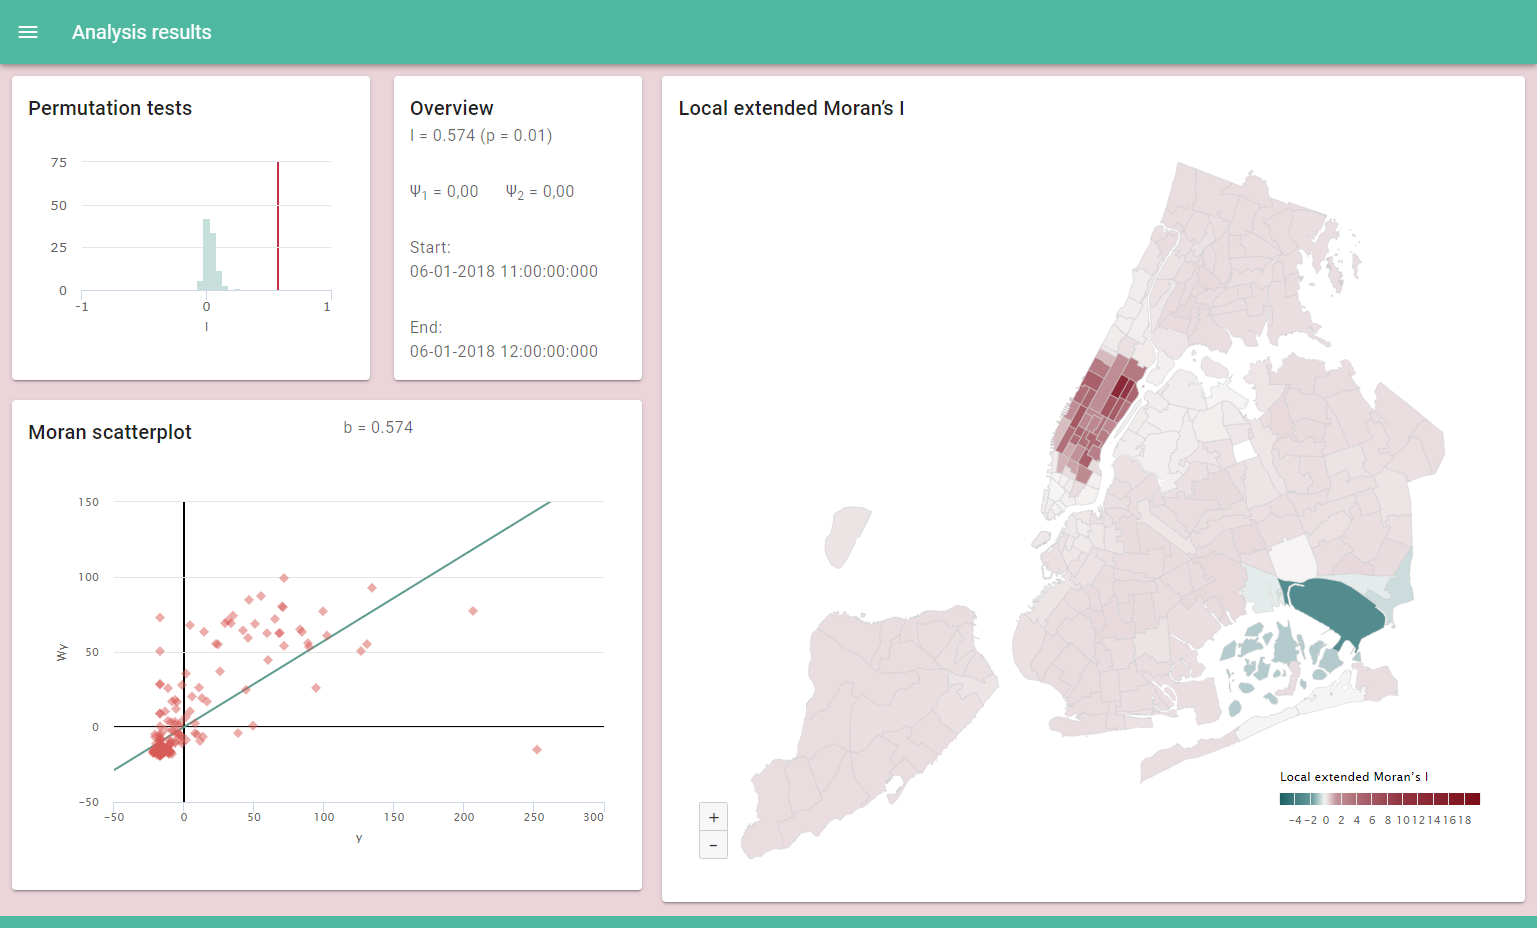 Analysis results
Permutation tests
75
50
25
0
-1 0 1
I
Overview
I = 0.574 (p = 0.01)
Ψ1 = 0,00 Ψ2 = 0,00
Start:
06-01-2018 11:00:00:000
End:
06-01-2018 12:00:00:000
Moran scatterplot
b = 0.574
150
100
50
0
-50
Wy
-50 0 50 100 150 200 250 300
y
Local extended Moran's I
+
−
Local extended Moran's I
-4 -2 0 2 4 6 8 10 12 14 16 18